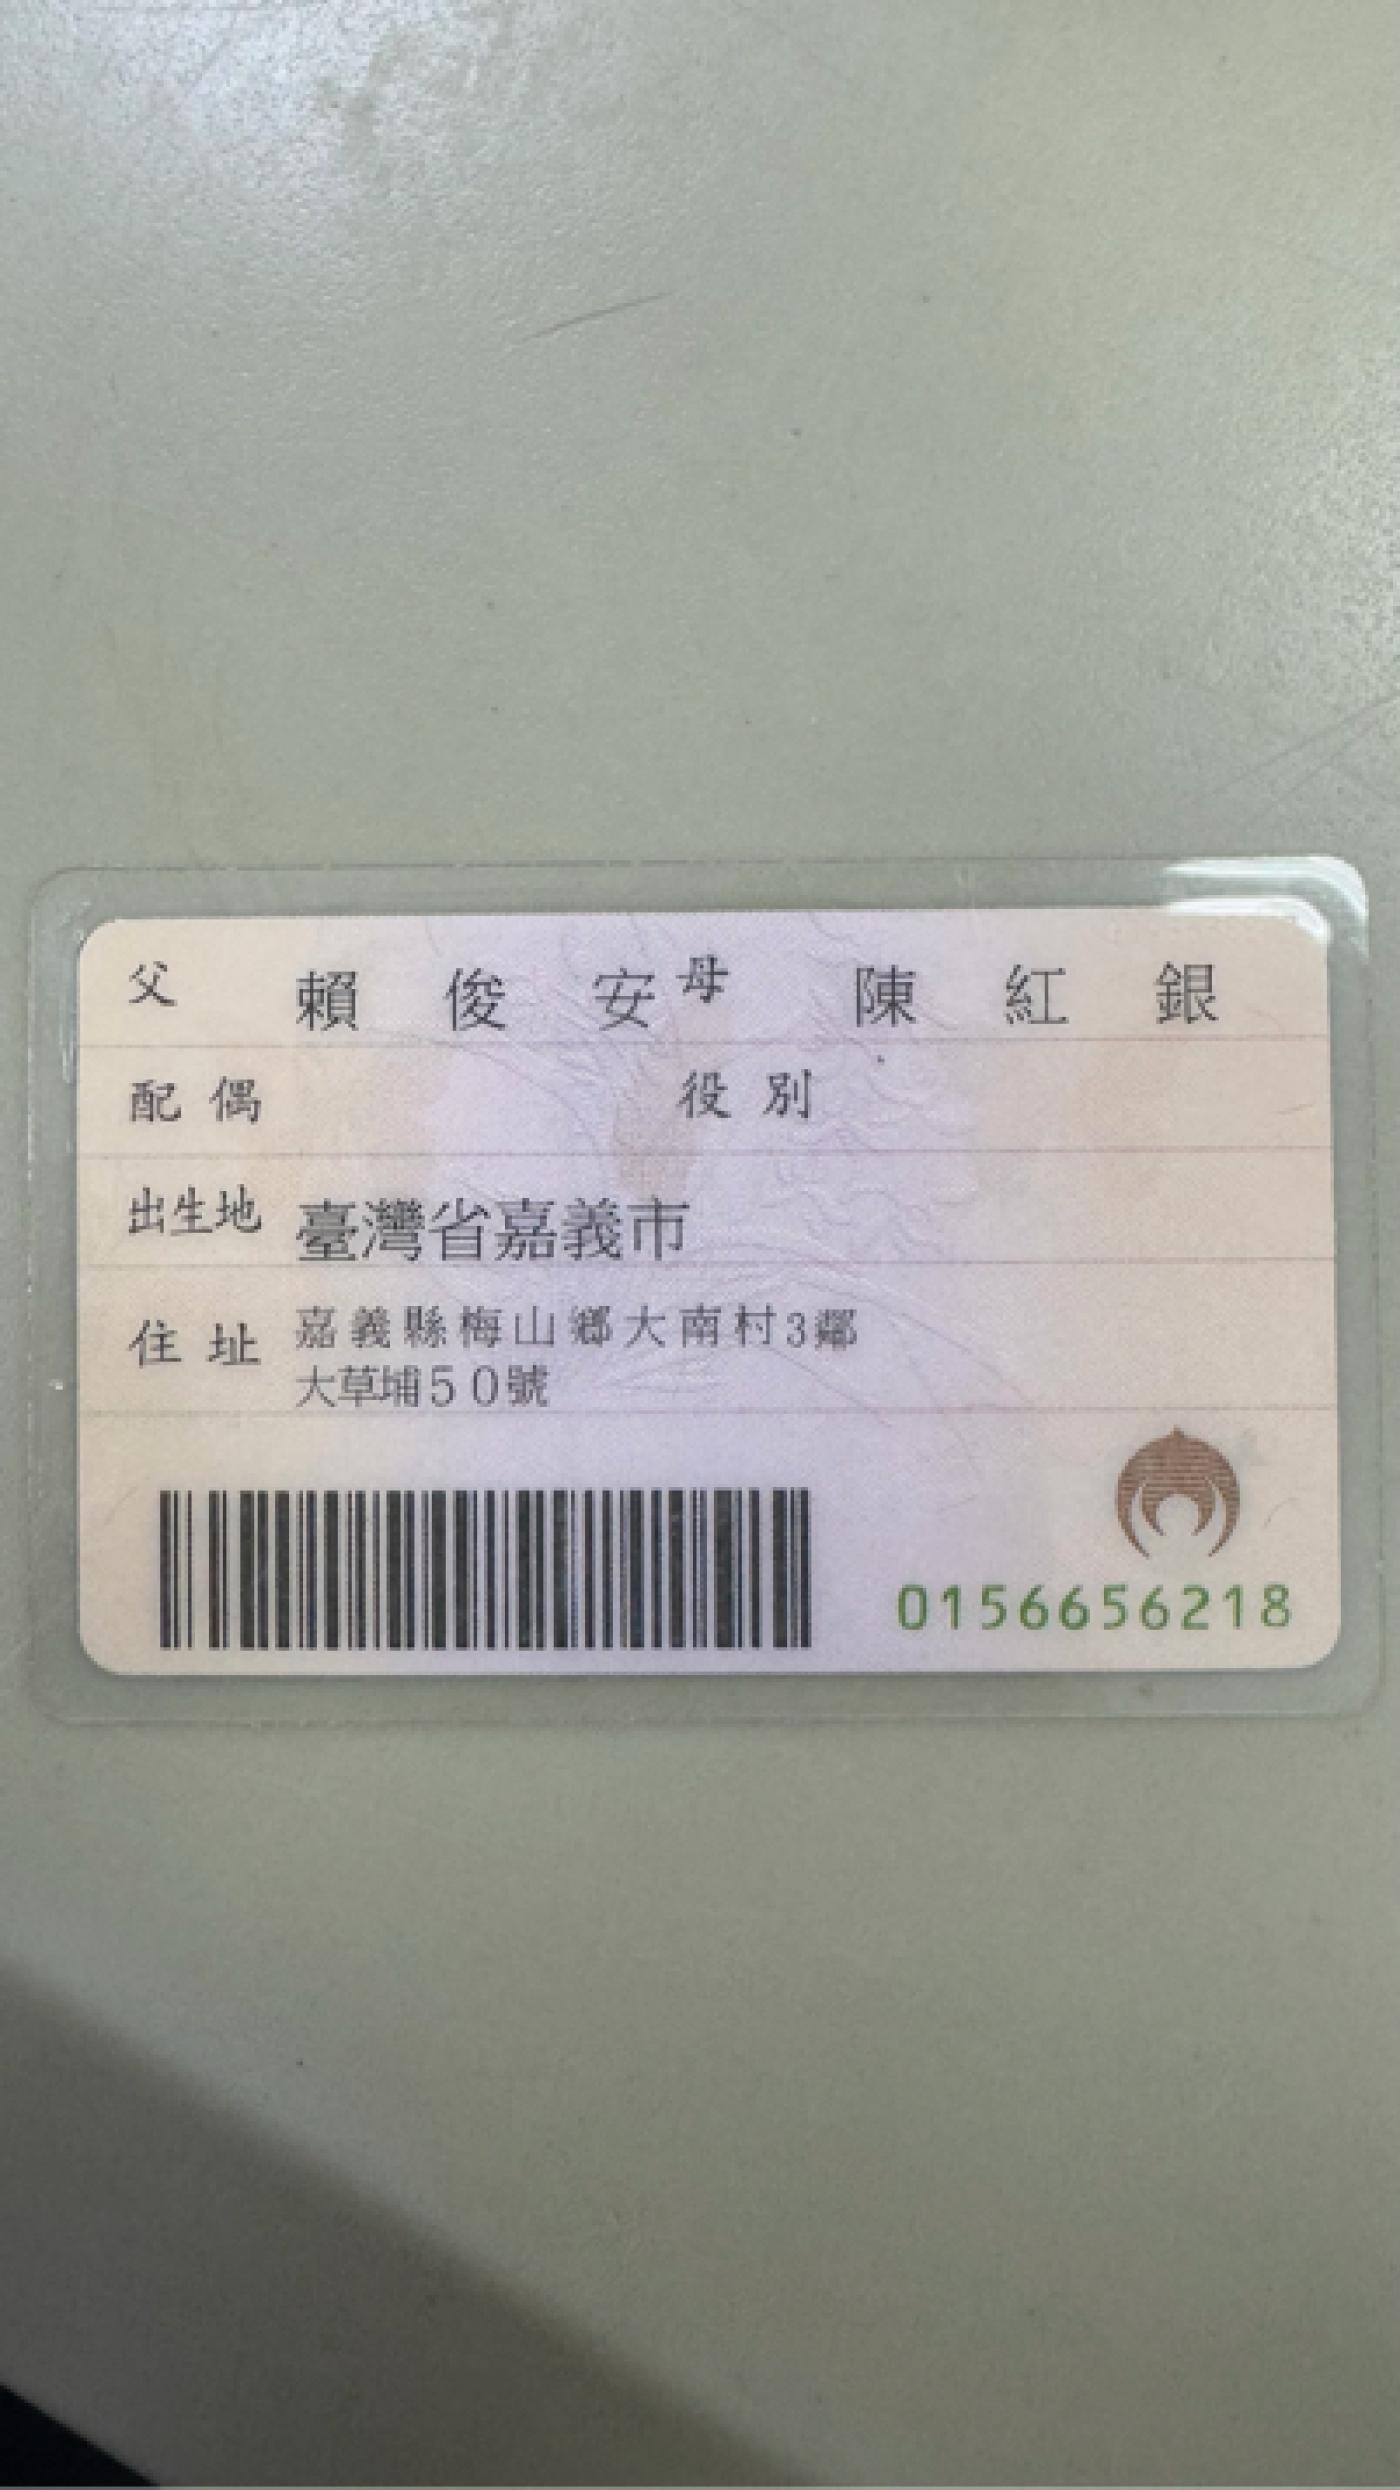 父 賴俊安 母 陳紅銀
配偶 役別
出生地 臺灣省嘉義市
住址 嘉義縣梅山鄉大南村3鄰
大草埔50號
0156656218